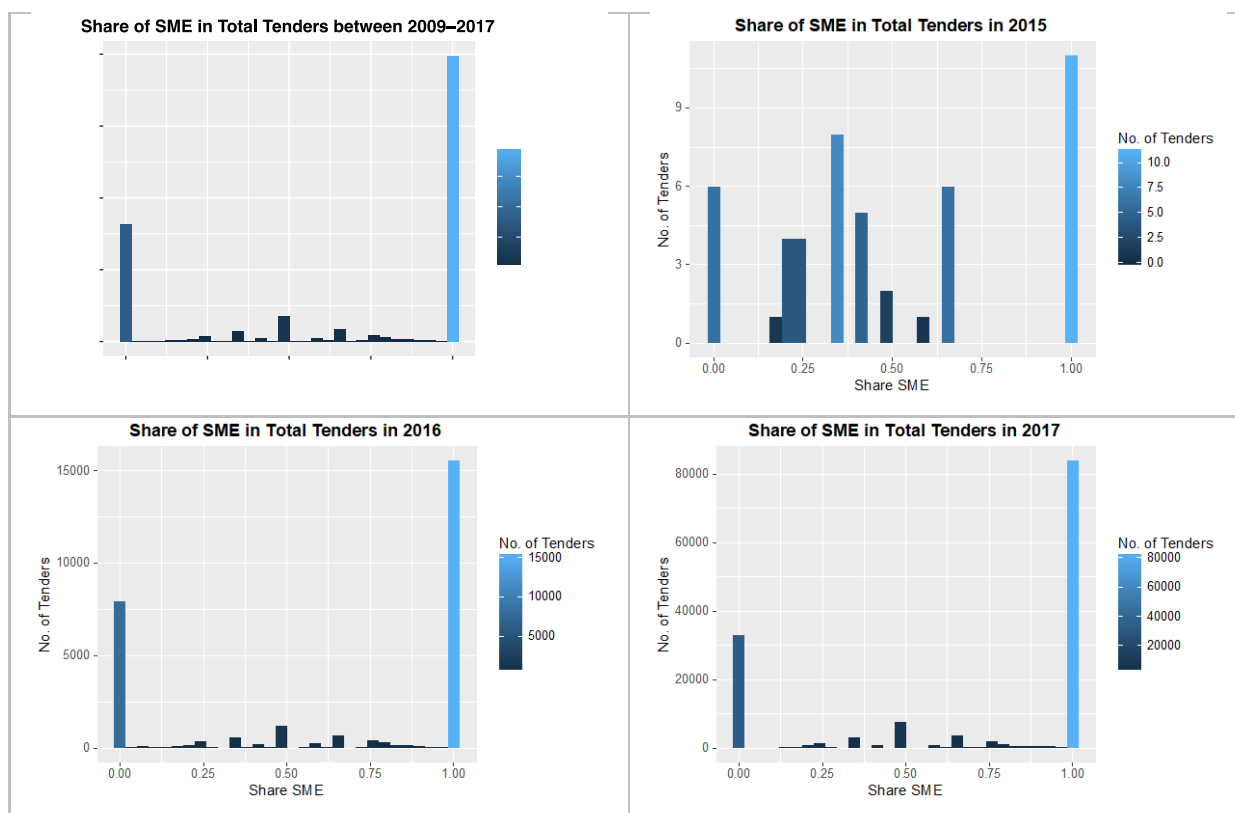 Share of SME in Total Tenders between 2009–2017
Share of SME in Total Tenders in 2015
No. of Tenders
9
6
3
0
0.00 0.25 0.50 0.75 1.00
Share SME
No. of Tenders
10.0
7.5
5.0
2.5
0.0
Share of SME in Total Tenders in 2016
No. of Tenders
15000
10000
5000
0
0.00 0.25 0.50 0.75 1.00
Share SME
No. of Tenders
15000
10000
5000
Share of SME in Total Tenders in 2017
No. of Tenders
80000
60000
40000
20000
0
0.00 0.25 0.50 0.75 1.00
Share SME
No. of Tenders
80000
60000
40000
20000